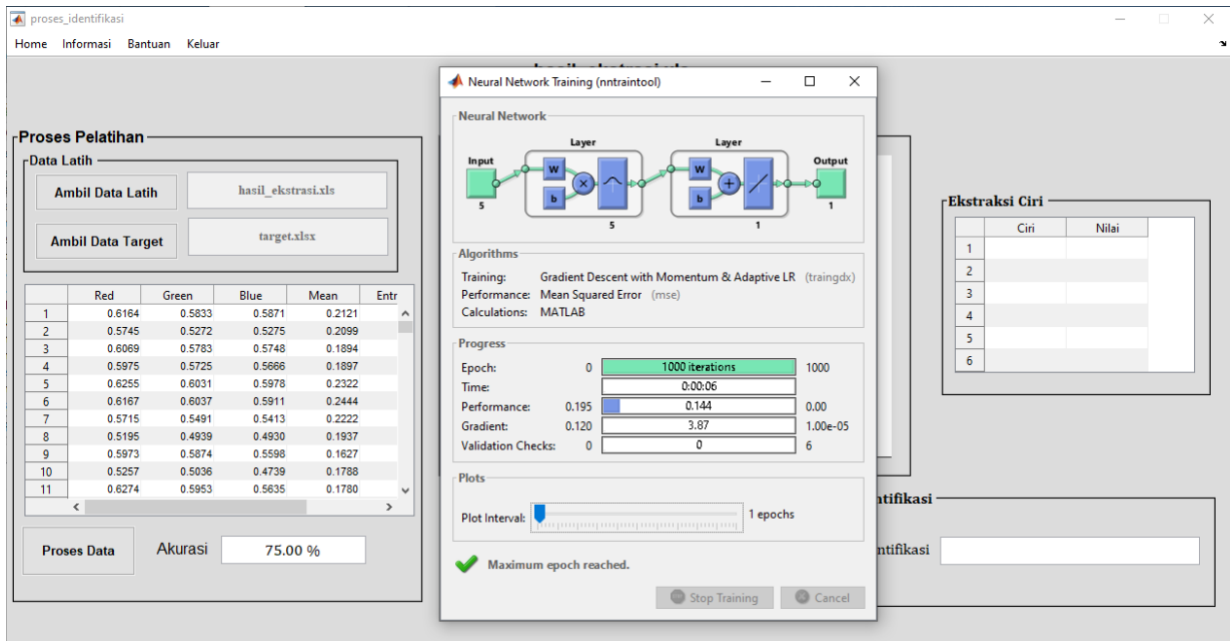 proses_identifikasi
Home Informasi Bantuan Keluar
Proses Pelatihan
Data Latih
Ambil Data Latih hasil_ekstrasi.xls
Ambil Data Target target.xlsx
Red Green Blue Mean Entr
1 0.6164 0.5833 0.5871 0.2121
2 0.5745 0.5272 0.5275 0.2099
3 0.6069 0.5783 0.5748 0.1894
4 0.5975 0.5725 0.5666 0.1897
5 0.6255 0.6031 0.5978 0.2322
6 0.6167 0.6037 0.5911 0.2444
7 0.5715 0.5491 0.5413 0.2222
8 0.5195 0.4939 0.4930 0.1937
9 0.5973 0.5874 0.5598 0.1627
10 0.5257 0.5036 0.4739 0.1788
11 0.6274 0.5953 0.5635 0.1780
Proses Data Akurasi 75.00 %
Neural Network Training (nntraintool)
Neural Network
Layer Layer
Input Output
W W
b b
5 1
5 1
Algorithms
Training: Gradient Descent with Momentum & Adaptive LR (traingdx)
Performance: Mean Squared Error (mse)
Calculations: MATLAB
Progress
Epoch: 0 1000 iterations 1000
Time: 0:00:06
Performance: 0.195 0.144 0.00
Gradient: 0.120 3.87 1.00e-05
Validation Checks: 0 0 6
Plots
Plot Interval: 1 epochs
Maximum epoch reached.
Stop Training Cancel
Ekstraksi Ciri
Ciri Nilai
1
2
3
4
5
6
ntifikasi
ntifikasi